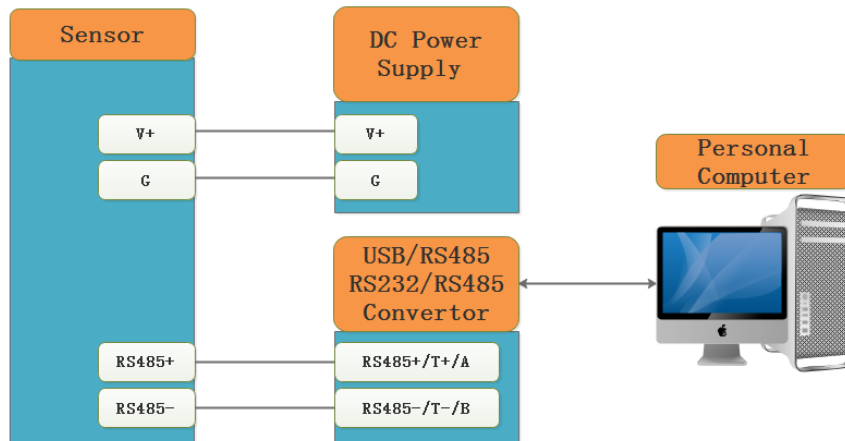 Sensor
V+
G
RS485+
RS485-
DC Power
Supply
V+
G
USB/RS485
RS232/RS485
Convertor
RS485+/T+/A
RS485-/T-/B
Personal
Computer